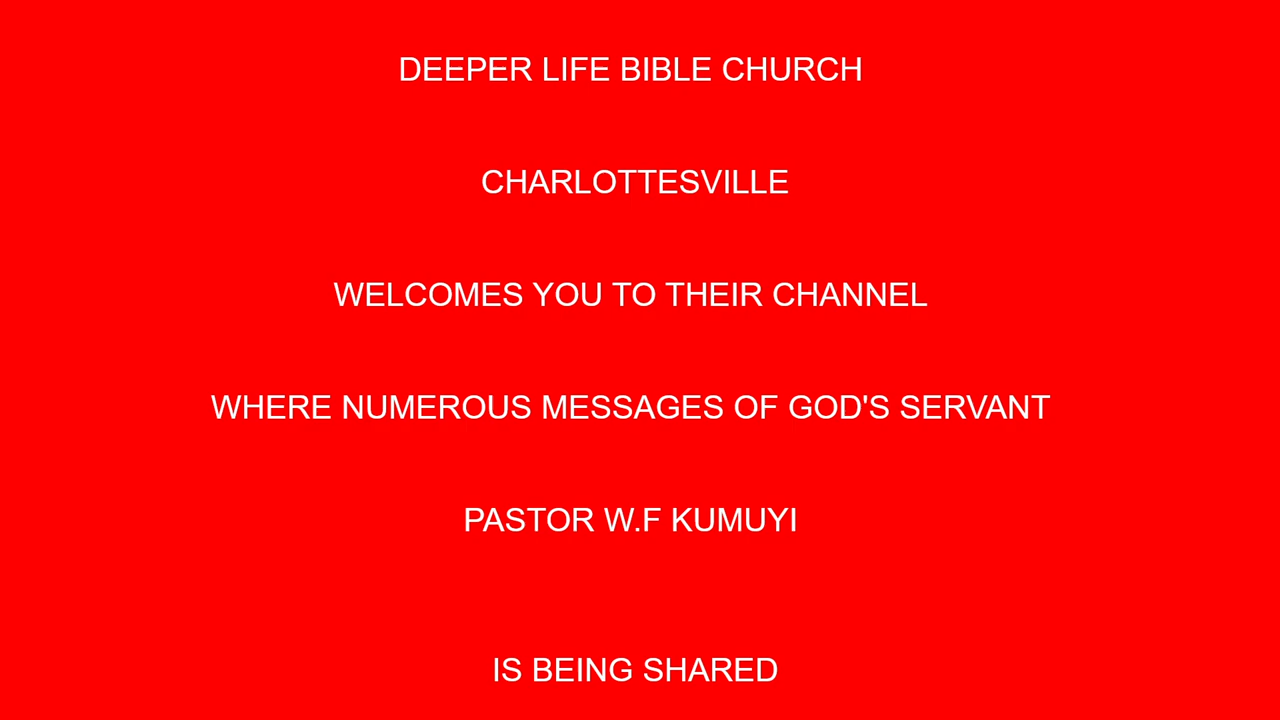 DEEPER LIFE BIBLE CHURCH
CHARLOTTESVILLE
WELCOMES YOU TO THEIR CHANNEL
WHERE NUMEROUS MESSAGES OF GOD'S SERVANT
PASTOR W.F KUMUYI
IS BEING SHARED